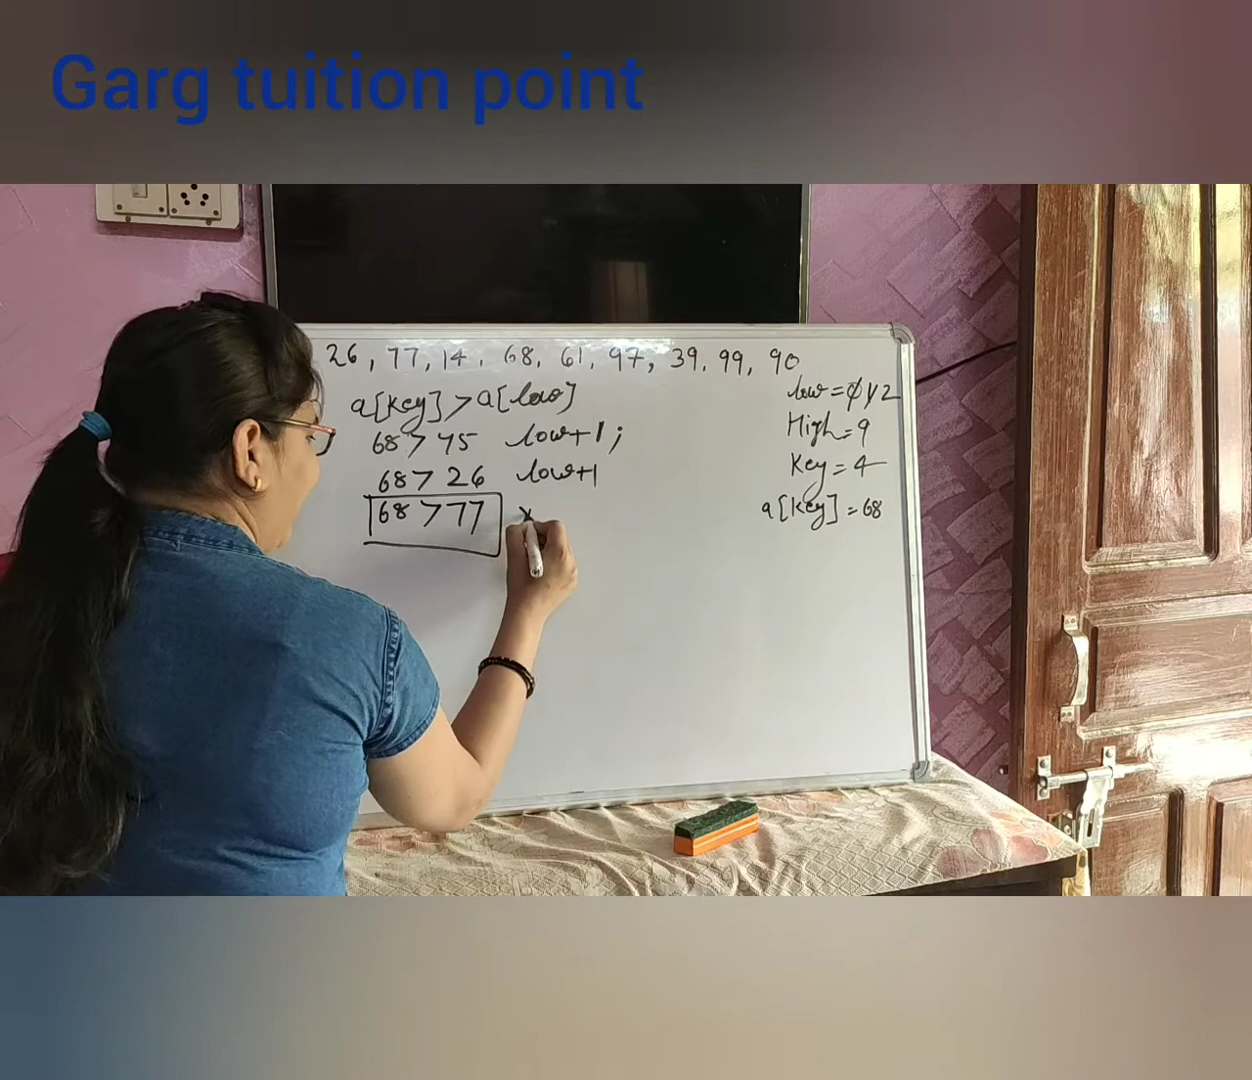 Garg tuition point
26, 77, 14, 68, 61, 97, 39, 99, 90
a[key] > a[low]
68 > 45 low+1;
68 > 26 low+1
68 > 77 x
low = 0 1 2
High = 9
Key = 4
a[key] = 68